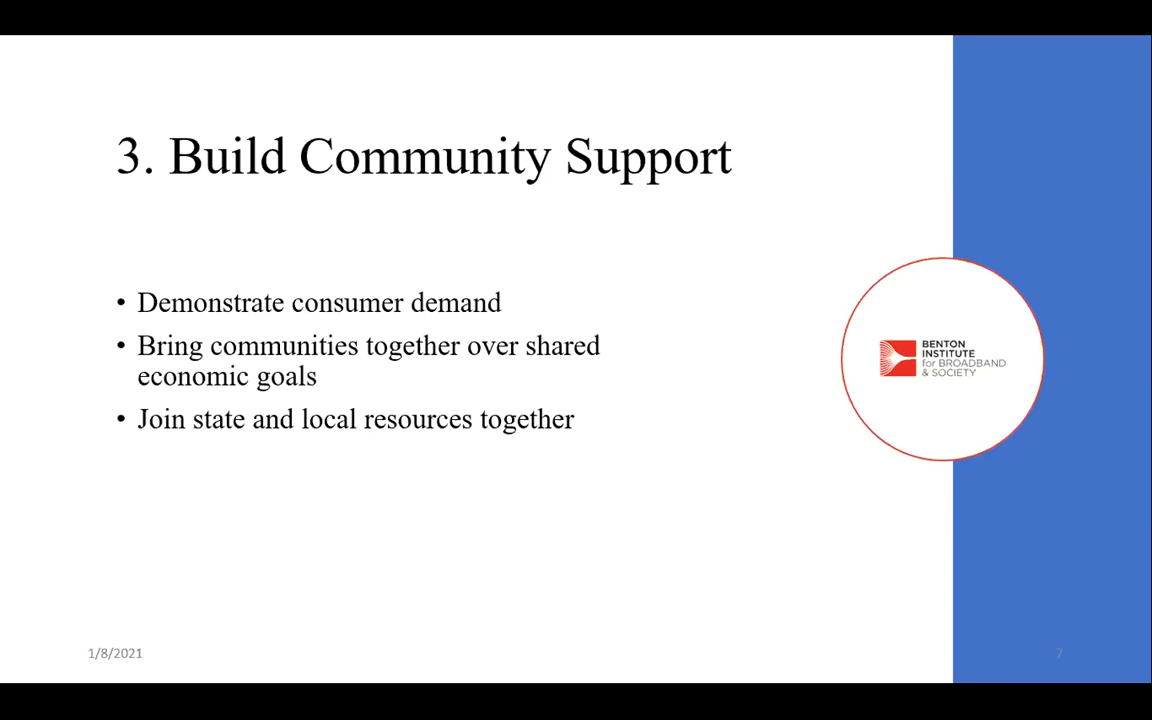 3. Build Community Support
• Demonstrate consumer demand
• Bring communities together over shared
economic goals
• Join state and local resources together
BENTON
INSTITUTE
for BROADBAND
& SOCIETY
1/8/2021
7